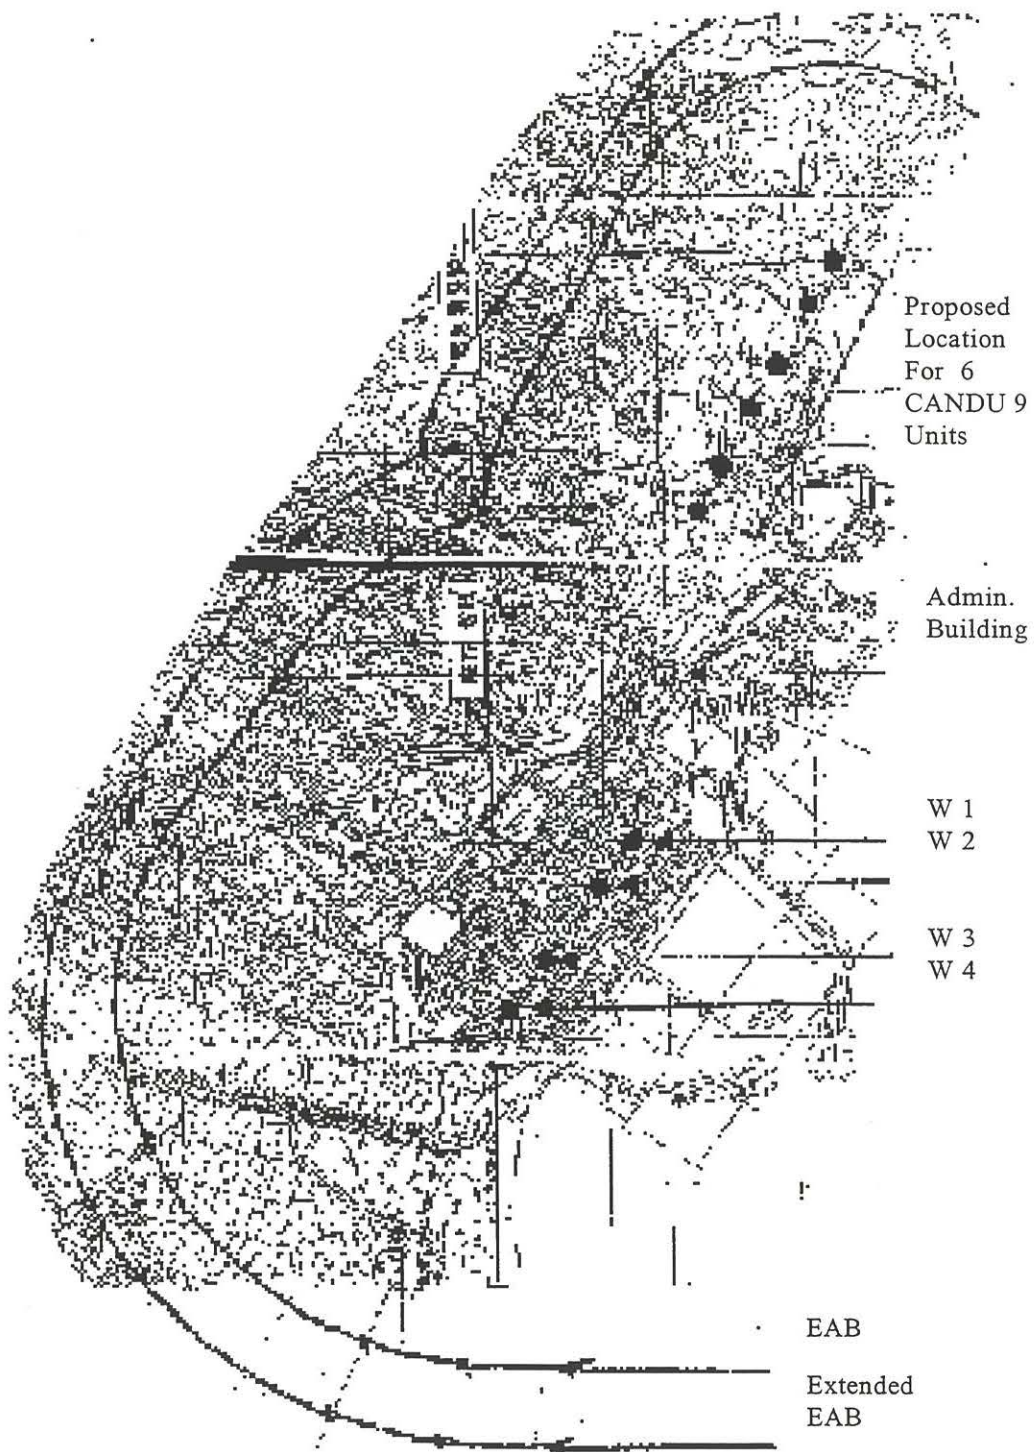 Proposed
Location
For 6
CANDU 9
Units
Admin.
Building
W 1
W 2
W 3
W 4
EAB
Extended
EAB